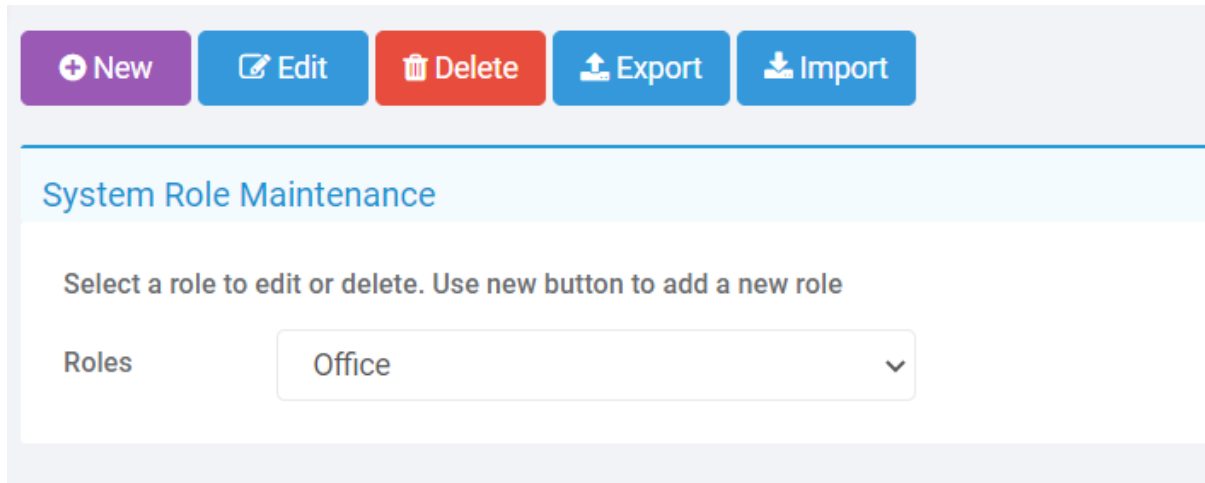 New Edit Delete Export Import
System Role Maintenance
Select a role to edit or delete. Use new button to add a new role
Roles Office